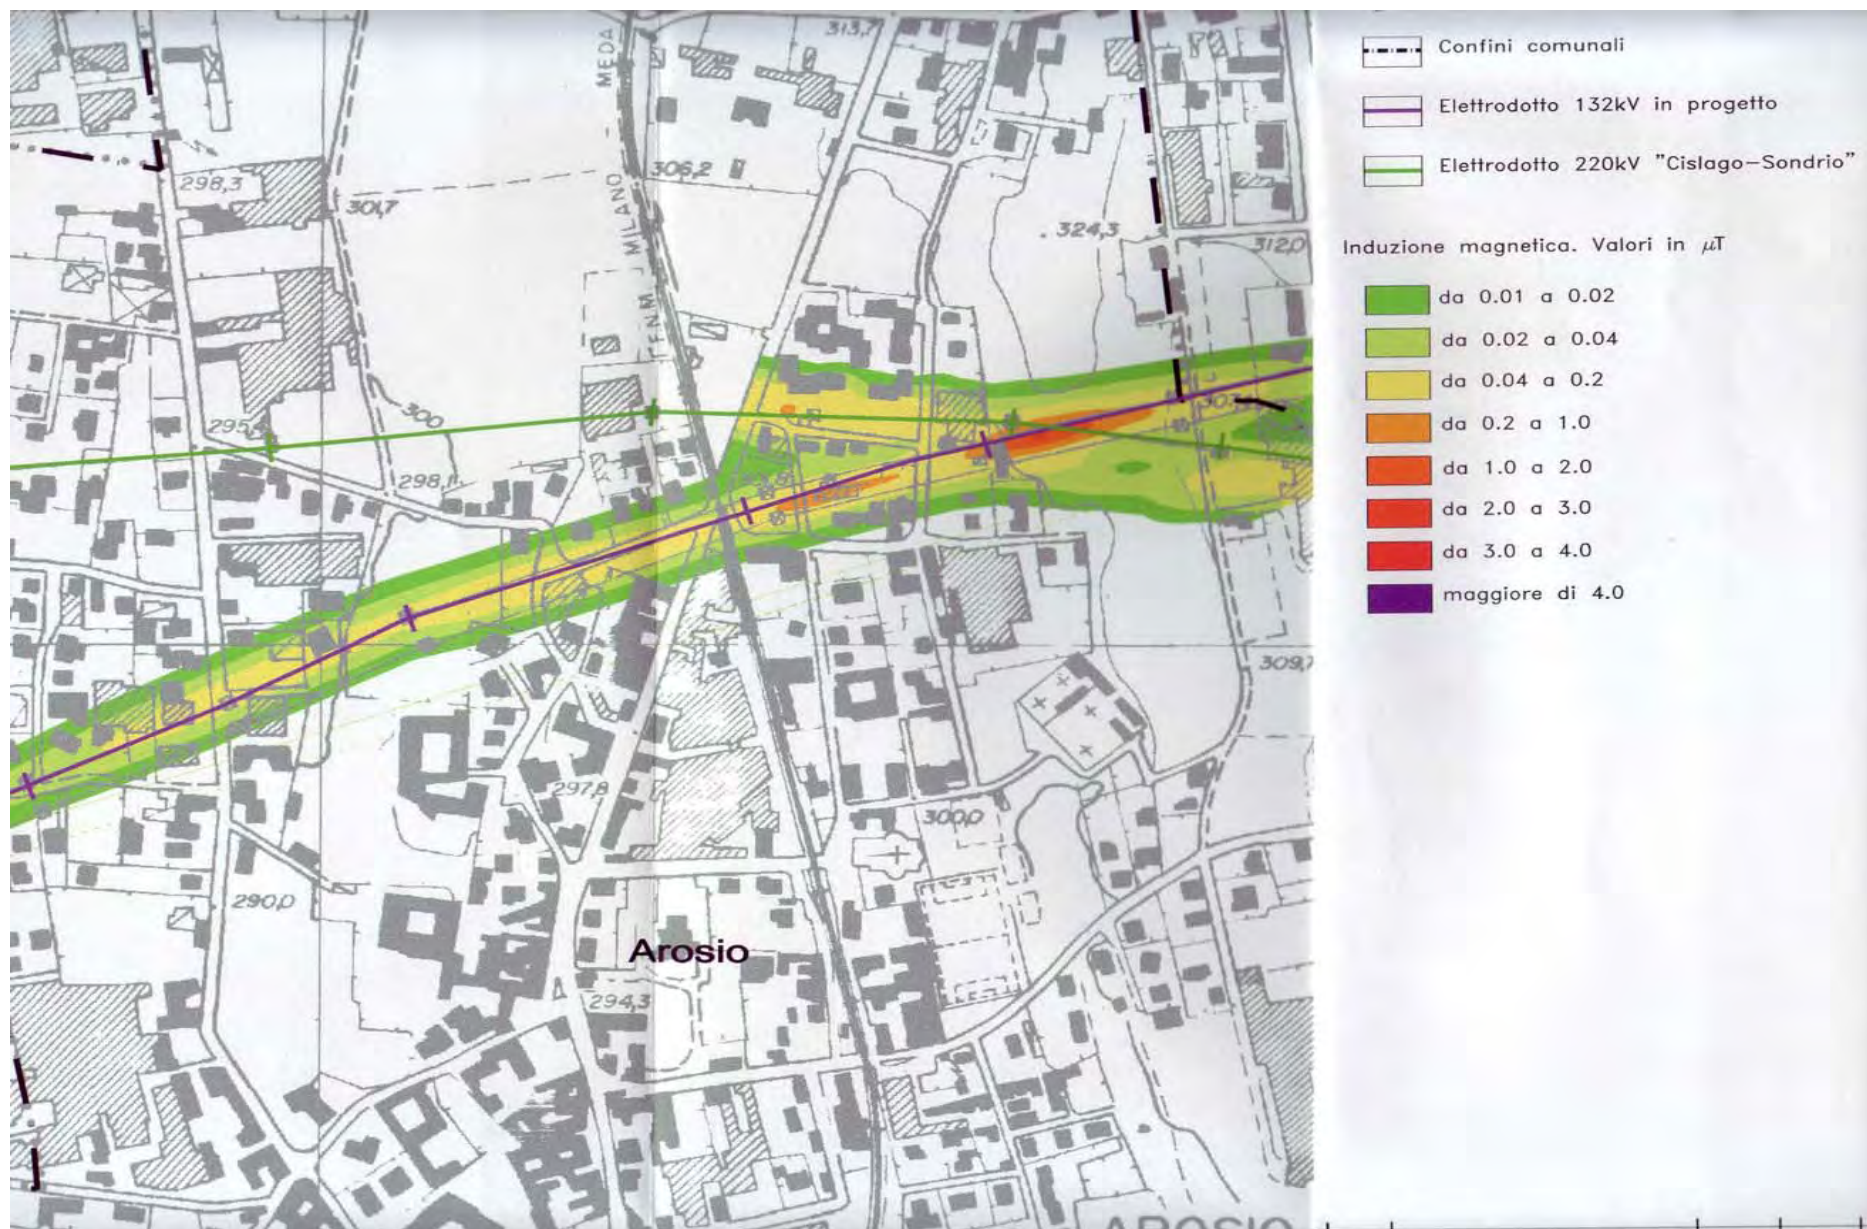 313,7
MEDA
MILANO -
F.N.M.
298,3
301,7
306,2
324,3
312,0
300
295,
298,1
309,7
297,8
300,0
290,0
Arosio
294,3
AROSIO
Confini comunali
Elettrodotto 132kV in progetto
Elettrodotto 220kV "Cislago-Sondrio"
Induzione magnetica. Valori in μT
da 0.01 a 0.02
da 0.02 a 0.04
da 0.04 a 0.2
da 0.2 a 1.0
da 1.0 a 2.0
da 2.0 a 3.0
da 3.0 a 4.0
maggiore di 4.0